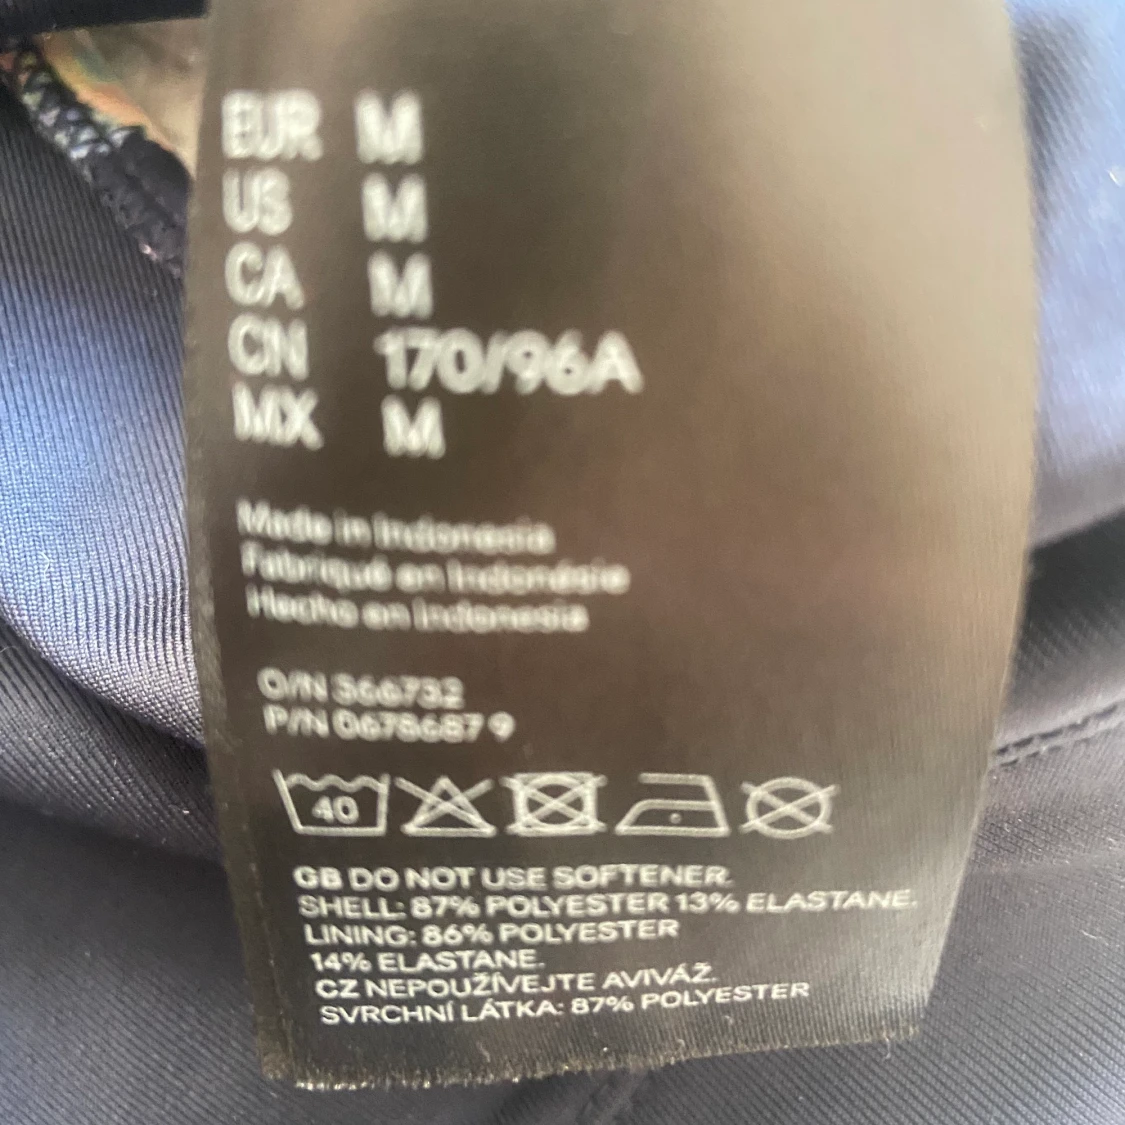 EUR M
US M
CA M
CN 170/96A
MX M
Made in Indonesia
Fabriqué en Indonésie
Hecho en Indonesia
O/N 366732
P/N 0678687 9
40
GB DO NOT USE SOFTENER.
SHELL: 87% POLYESTER 13% ELASTANE.
LINING: 86% POLYESTER
14% ELASTANE.
CZ NEPOUŽÍVEJTE AVIVÁŽ.
SVRCHNÍ LÁTKA: 87% POLYESTER